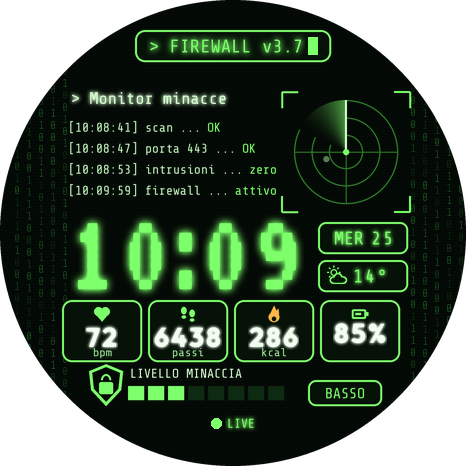 > FIREWALL v3.7
> Monitor minacce
[10:08:41] scan ... OK
[10:08:47] porta 443 ... OK
[10:08:53] intrusioni ... zero
[10:09:59] firewall ... attivo
10:09
MER 25
14°
72
bpm
6438
passi
286
kcal
85%
LIVELLO MINACCIA
BASSO
LIVE